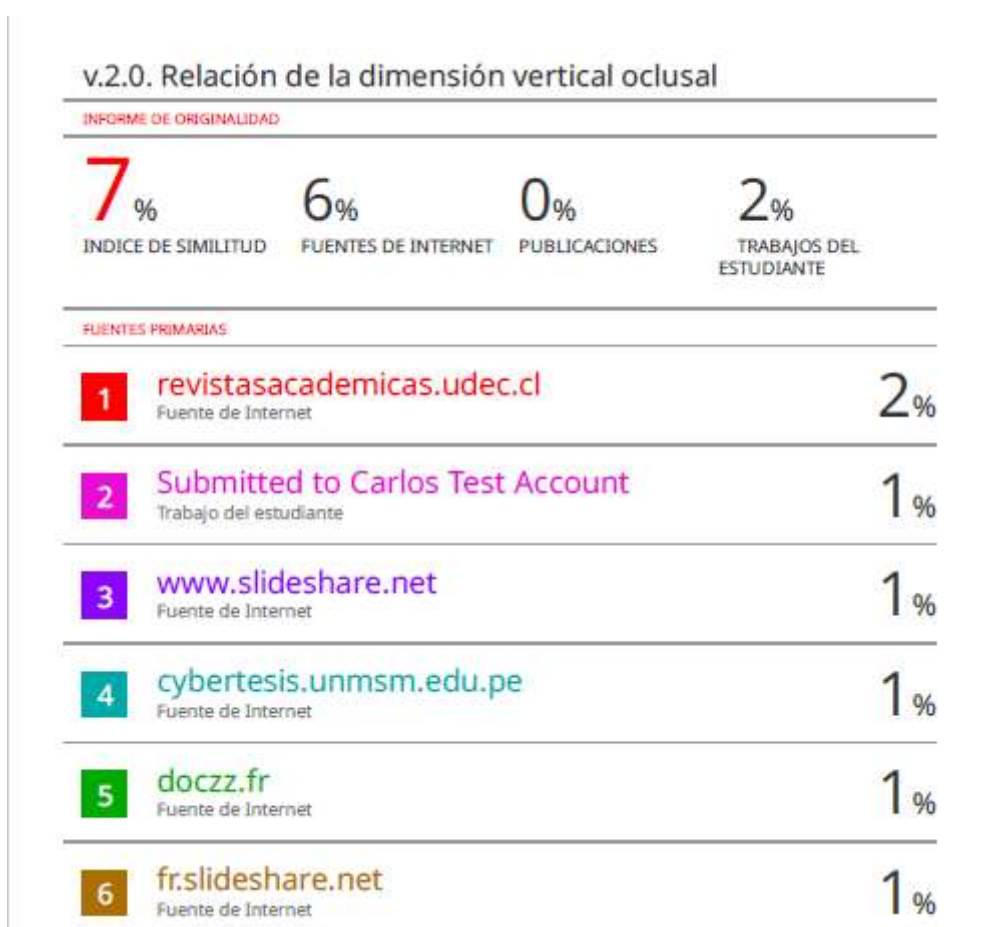 v.2.0. Relación de la dimensión vertical oclusal
INFORME DE ORIGINALIDAD
7%
INDICE DE SIMILITUD
6%
FUENTES DE INTERNET
0%
PUBLICACIONES
2%
TRABAJOS DEL
ESTUDIANTE
FUENTES PRIMARIAS
1
revistasacademicas.udec.cl
Fuente de Internet
2%
2
Submitted to Carlos Test Account
Trabajo del estudiante
1%
3
www.slideshare.net
Fuente de Internet
1%
4
cybertesis.unmsm.edu.pe
Fuente de Internet
1%
5
doczz.fr
Fuente de Internet
1%
6
fr.slideshare.net
Fuente de Internet
1%